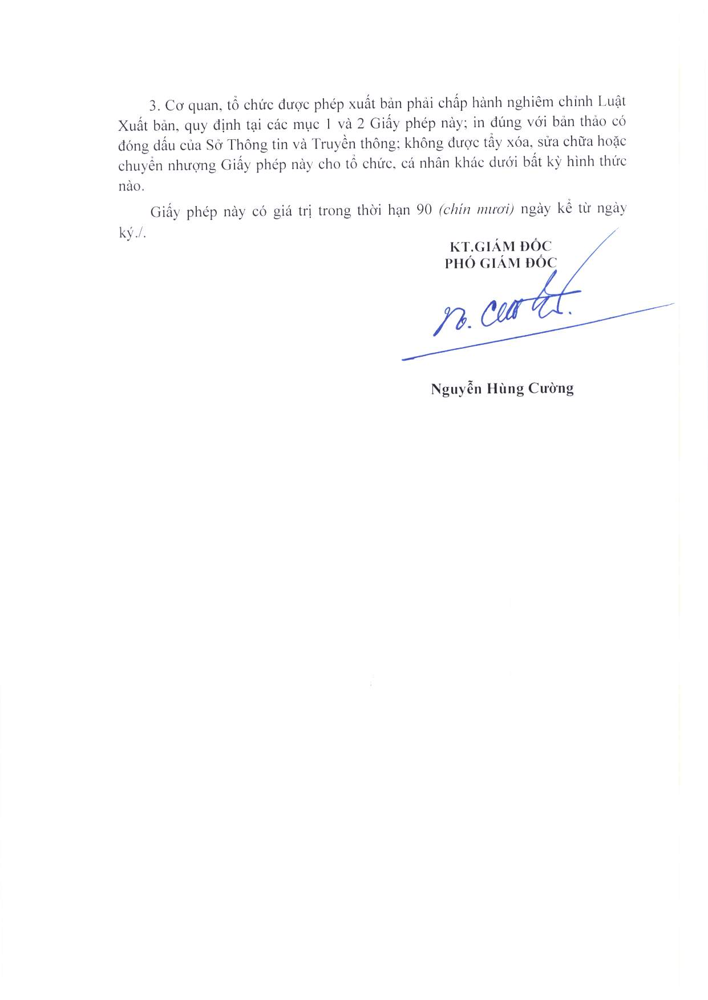 3. Cơ quan, tổ chức được phép xuất bản phải chấp hành nghiêm chỉnh Luật
Xuất bản, quy định tại các mục 1 và 2 Giấy phép này; in đúng với bản thảo có
đóng dấu của Sở Thông tin và Truyền thông; không được tẩy xóa, sửa chữa hoặc
chuyển nhượng Giấy phép này cho tổ chức, cá nhân khác dưới bất kỳ hình thức
nào.
Giấy phép này có giá trị trong thời hạn 90 (chín mươi) ngày kể từ ngày
ký./.
KT.GIÁM ĐỐC
PHÓ GIÁM ĐỐC
Nguyễn Hùng Cường